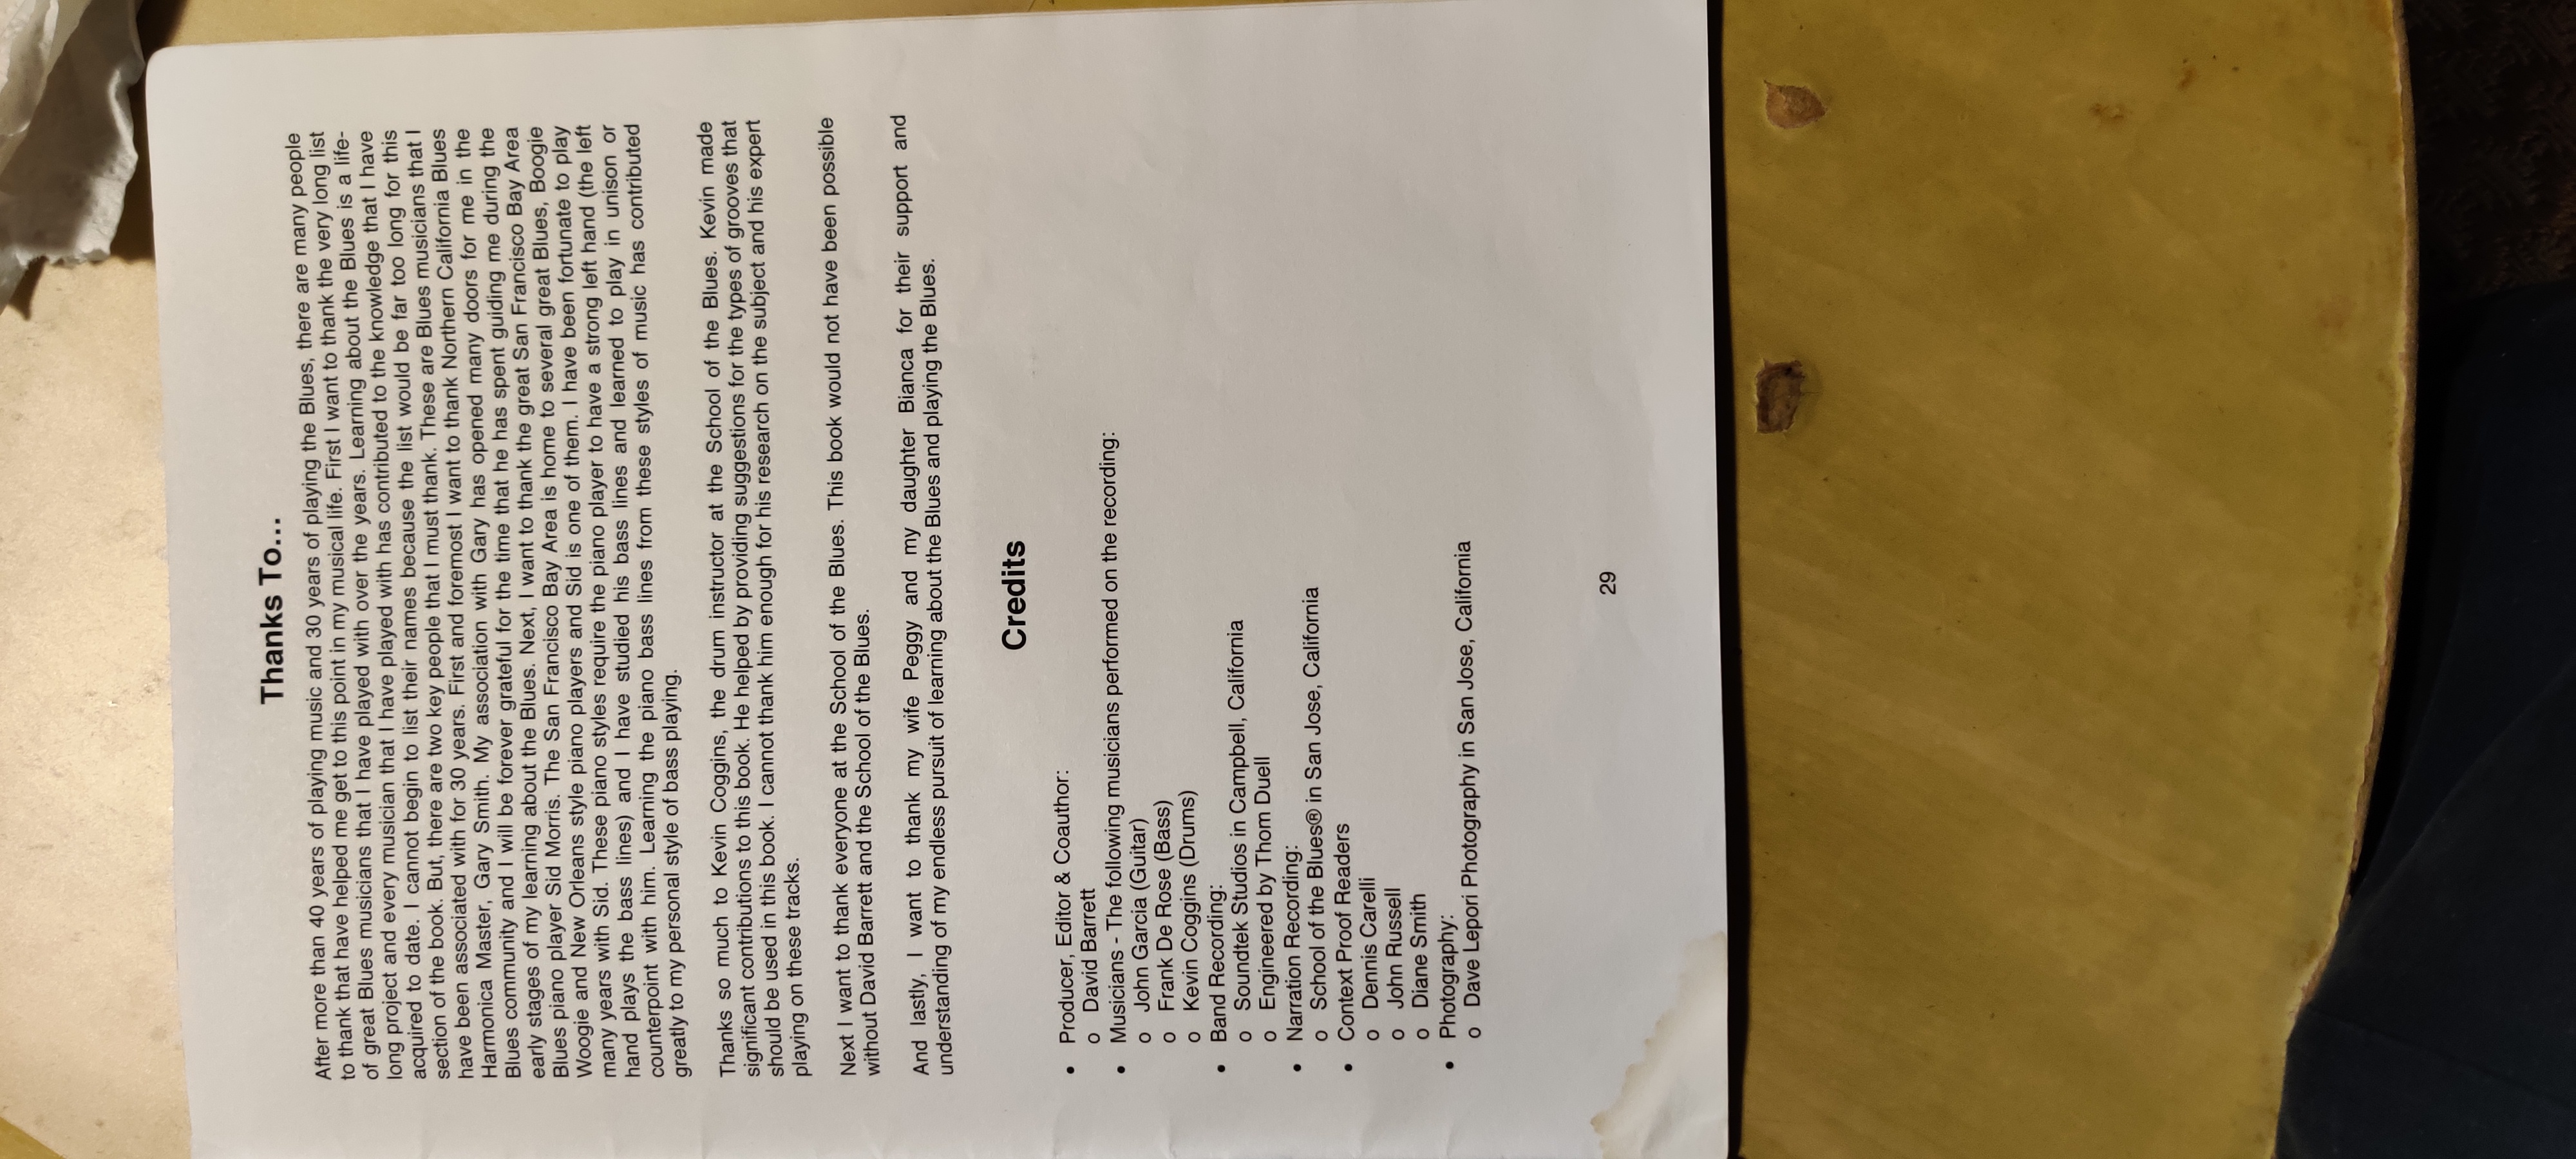 Thanks To...
After more than 40 years of playing music and 30 years of playing the Blues, there are many people
to thank that have helped me get to this point in my musical life. First I want to thank the very long list
of great Blues musicians that I have played with over the years. Learning about the Blues is a life-
long project and every musician that I have played with has contributed to the knowledge that I have
acquired to date. I cannot begin to list their names because the list would be far too long for this
section of the book. But, there are two key people that I must thank. These are Blues musicians that I
have been associated with for 30 years. First and foremost I want to thank Northern California Blues
Harmonica Master, Gary Smith. My association with Gary has opened many doors for me in the
Blues community and I will be forever grateful for the time that he has spent guiding me during the
early stages of my learning about the Blues. Next, I want to thank the great San Francisco Bay Area
Blues piano player Sid Morris. The San Francisco Bay Area is home to several great Blues, Boogie
Woogie and New Orleans style piano players and Sid is one of them. I have been fortunate to play
many years with Sid. These piano styles require the piano player to have a strong left hand (the left
hand plays the bass lines) and I have studied his bass lines and learned to play in unison or
counterpoint with him. Learning the piano bass lines from these styles of music has contributed
greatly to my personal style of bass playing.
Thanks so much to Kevin Coggins, the drum instructor at the School of the Blues. Kevin made
significant contributions to this book. He helped by providing suggestions for the types of grooves that
should be used in this book. I cannot thank him enough for his research on the subject and his expert
playing on these tracks.
Next I want to thank everyone at the School of the Blues. This book would not have been possible
without David Barrett and the School of the Blues.
And lastly, I want to thank my wife Peggy and my daughter Bianca for their support and
understanding of my endless pursuit of learning about the Blues and playing the Blues.
Credits
• Producer, Editor & Coauthor:
o David Barrett
• Musicians - The following musicians performed on the recording:
o John Garcia (Guitar)
o Frank De Rose (Bass)
o Kevin Coggins (Drums)
• Band Recording:
o Soundtek Studios in Campbell, California
o Engineered by Thom Duell
• Narration Recording:
o School of the Blues® in San Jose, California
• Context Proof Readers
o Dennis Carelli
o John Russell
o Diane Smith
• Photography:
o Dave Lepori Photography in San Jose, California
29